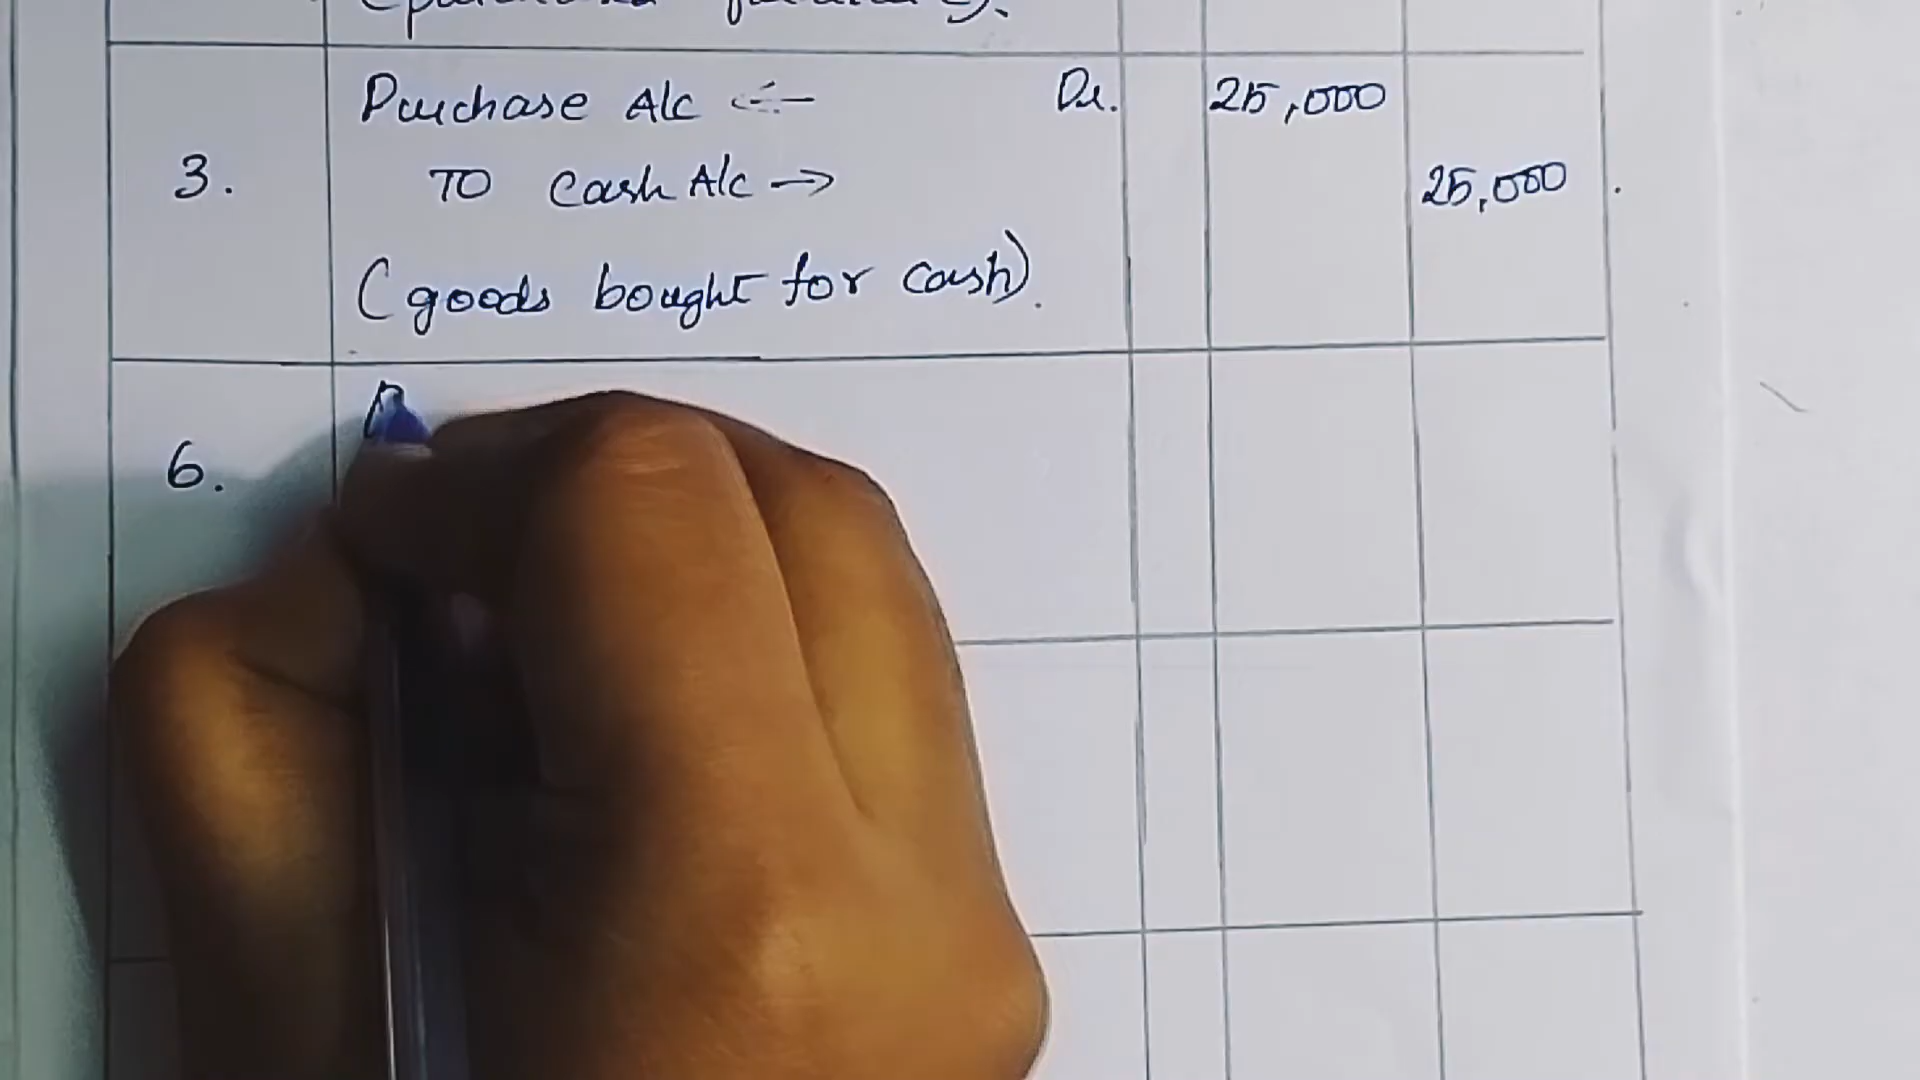 Purchase A/c ← Dr. 25,000
3. TO Cash A/c → 25,000.
(goods bought for cash).
6.